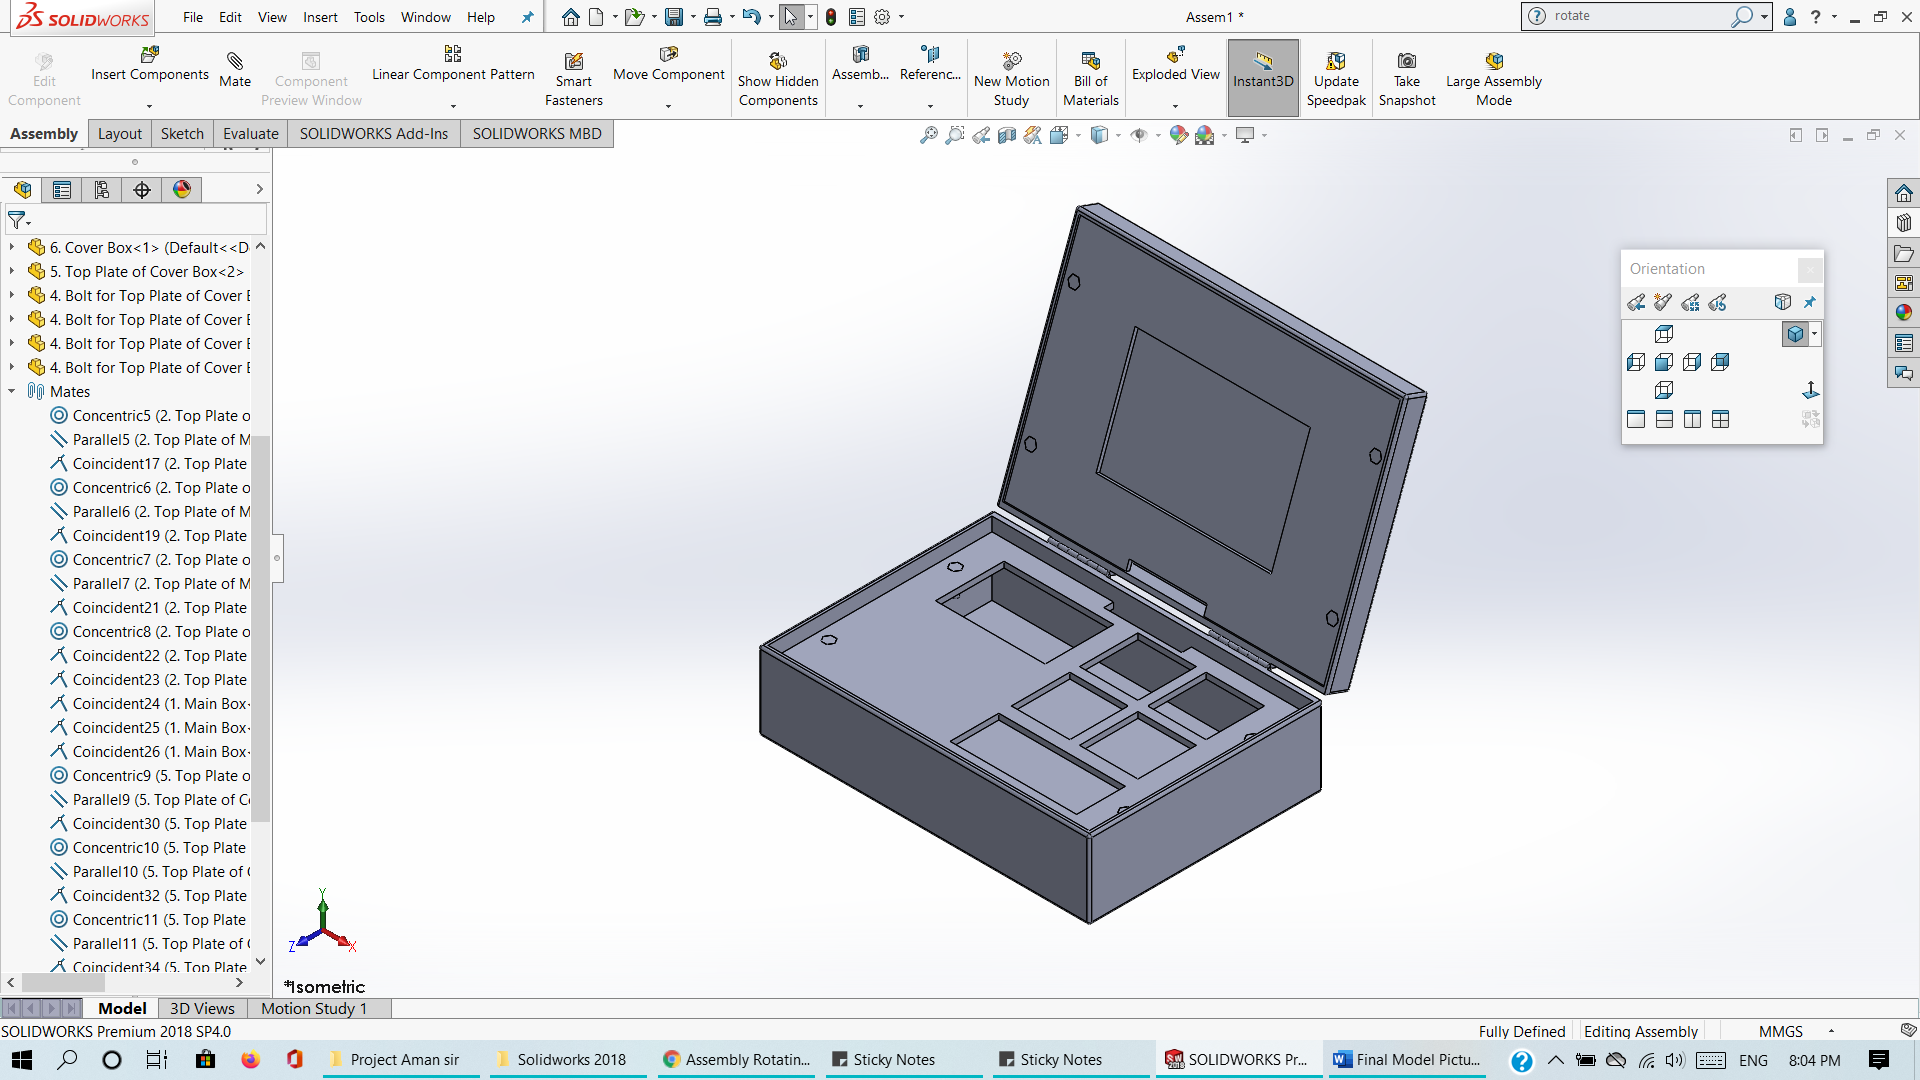 SOLIDWORKS
File Edit View Insert Tools Window Help
Assem1 *
rotate
Edit Component
Insert Components
Mate
Component Preview Window
Linear Component Pattern
Smart Fasteners
Move Component
Show Hidden Components
Assemb...
Referenc...
New Motion Study
Bill of Materials
Exploded View
Instant3D
Update Speedpak
Take Snapshot
Large Assembly Mode
Assembly Layout Sketch Evaluate SOLIDWORKS Add-Ins SOLIDWORKS MBD
6. Cover Box<1> (Default<<D
5. Top Plate of Cover Box<2>
4. Bolt for Top Plate of Cover E
4. Bolt for Top Plate of Cover E
4. Bolt for Top Plate of Cover E
4. Bolt for Top Plate of Cover E
Mates
Concentric5 (2. Top Plate o
Parallel5 (2. Top Plate of M
Coincident17 (2. Top Plate
Concentric6 (2. Top Plate o
Parallel6 (2. Top Plate of M
Coincident19 (2. Top Plate
Concentric7 (2. Top Plate o
Parallel7 (2. Top Plate of M
Coincident21 (2. Top Plate
Concentric8 (2. Top Plate o
Coincident22 (2. Top Plate
Coincident23 (2. Top Plate
Coincident24 (1. Main Box
Coincident25 (1. Main Box
Coincident26 (1. Main Box
Concentric9 (5. Top Plate o
Parallel9 (5. Top Plate of C
Coincident30 (5. Top Plate
Concentric10 (5. Top Plate
Parallel10 (5. Top Plate of
Coincident32 (5. Top Plate
Concentric11 (5. Top Plate
Parallel11 (5. Top Plate of
Coincident34 (5. Top Plate
Orientation
Y
Z X
*Isometric
Model 3D Views Motion Study 1
SOLIDWORKS Premium 2018 SP4.0
Fully Defined Editing Assembly MMGS
Project Aman sir
Solidworks 2018
Assembly Rotatin...
Sticky Notes
Sticky Notes
SOLIDWORKS Pr...
Final Model Pictu...
ENG 8:04 PM